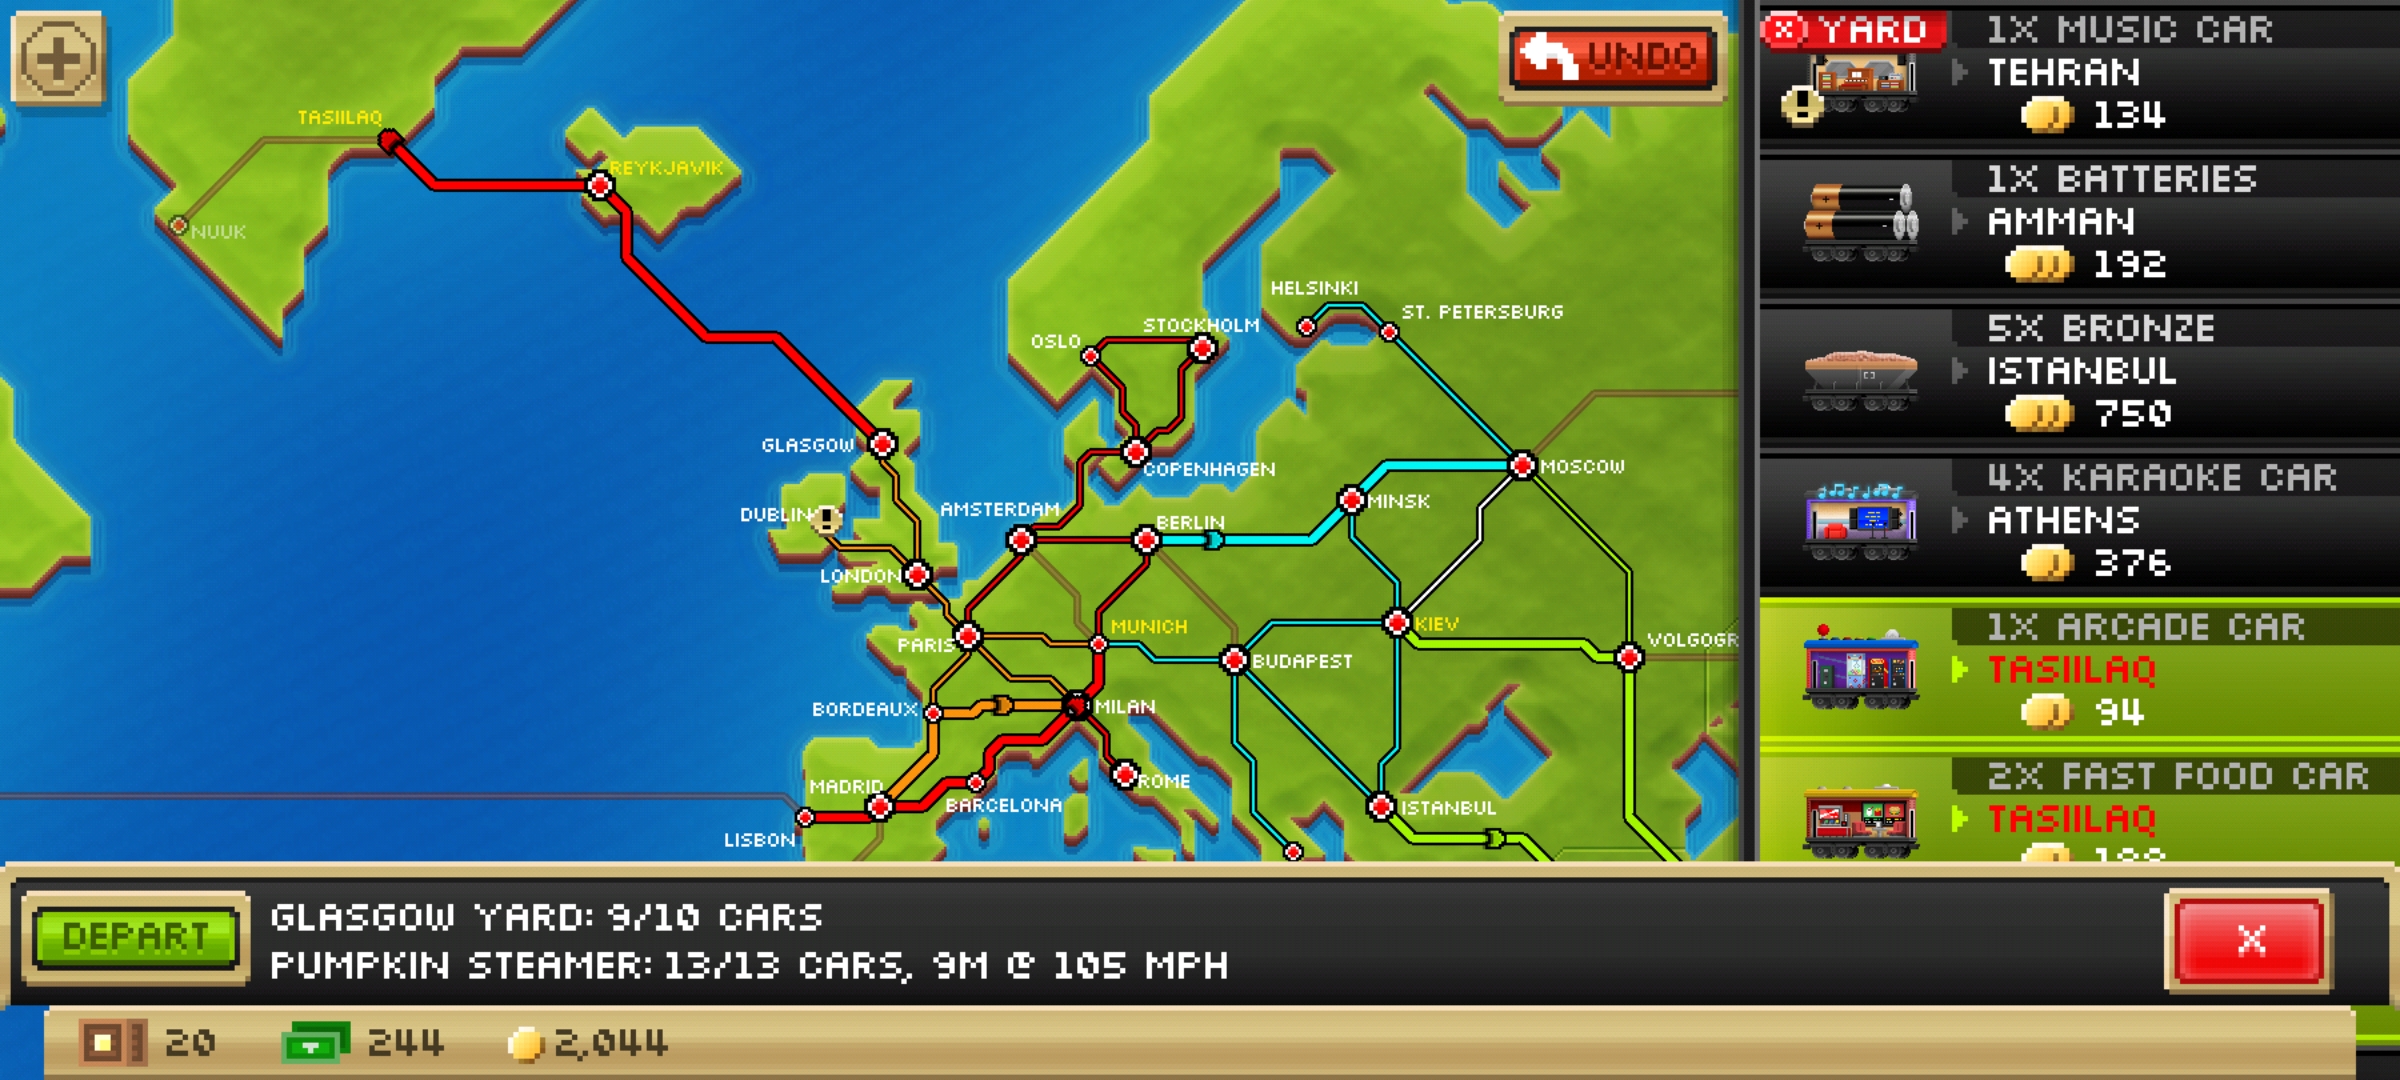 UNDO
TASIILAQ
REYKJAVIK
NUUK
HELSINKI
ST. PETERSBURG
STOCKHOLM
OSLO
GLASGOW
COPENHAGEN
MOSCOW
MINSK
AMSTERDAM
BERLIN
DUBLIN
LONDON
KIEV
MUNICH
PARIS
VOLGOGR
BUDAPEST
BORDEAUX
MILAN
ROME
MADRID
BARCELONA
ISTANBUL
LISBON
YARD
1X MUSIC CAR
TEHRAN
134
1X BATTERIES
AMMAN
192
5X BRONZE
ISTANBUL
750
4X KARAOKE CAR
ATHENS
376
1X ARCADE CAR
TASIILAQ
94
2X FAST FOOD CAR
TASIILAQ
DEPART
GLASGOW YARD: 9/10 CARS
PUMPKIN STEAMER: 13/13 CARS, 9M @ 105 MPH
X
20
244
2,044